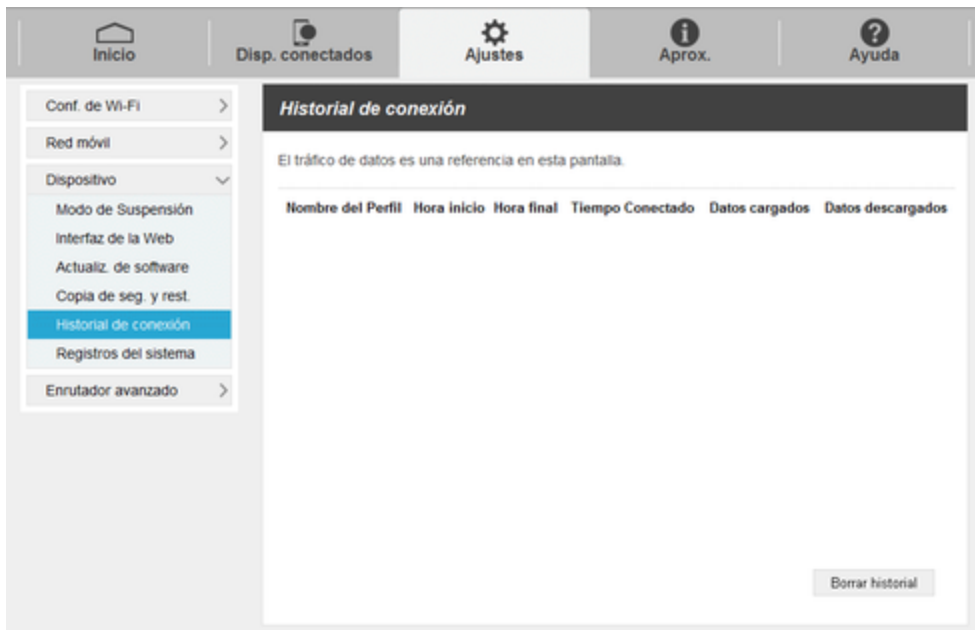 Inicio
Disp. conectados
Ajustes
Aprox.
Ayuda
Conf. de Wi-Fi
Red móvil
Dispositivo
Modo de Suspensión
Interfaz de la Web
Actualiz. de software
Copia de seg. y rest.
Historial de conexión
Registros del sistema
Enrutador avanzado
Historial de conexión
El tráfico de datos es una referencia en esta pantalla.
Nombre del Perfil Hora inicio Hora final Tiempo Conectado Datos cargados Datos descargados
Borrar historial